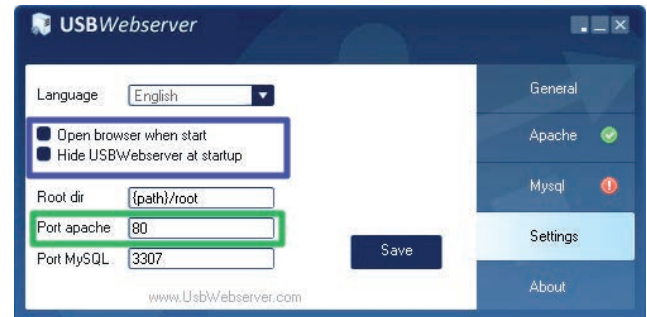 USBWebserver
Language English
Open browser when start
Hide USBWebserver at startup
Root dir {path}/root
Port apache 80
Port MySQL 3307
Save
www.UsbWebserver.com
General
Apache
Mysql
Settings
About